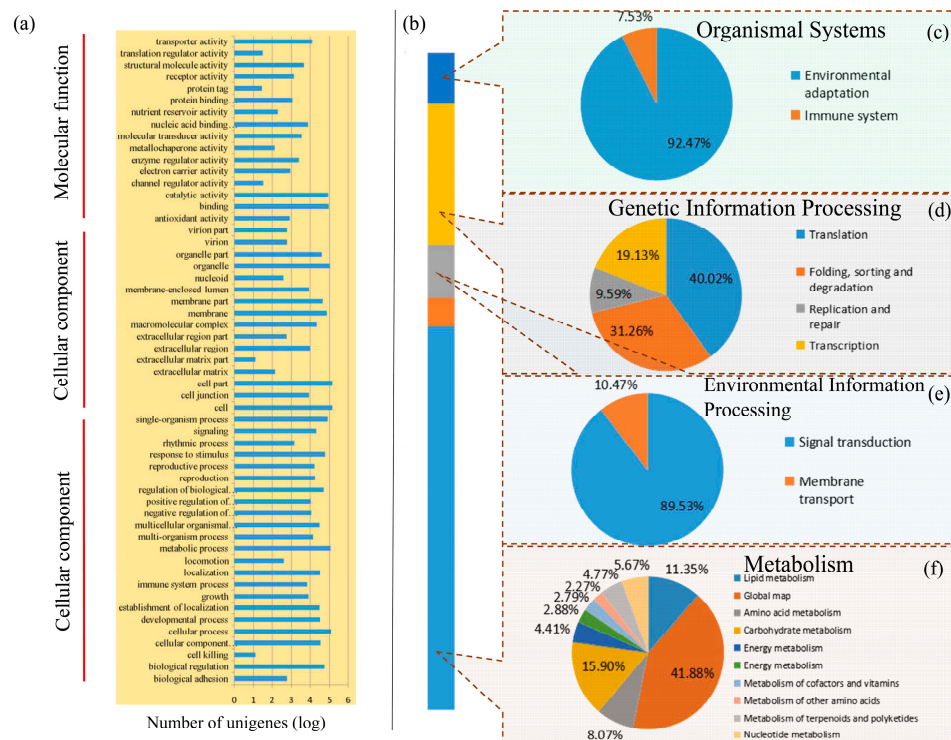 (a)
Molecular function
Cellular component
Cellular component
transporter activity
translation regulator activity
structural molecule activity
receptor activity
protein tag
protein binding
nutrient reservoir activity
nucleic acid binding
molecular transducer activity
metallochaperone activity
enzyme regulator activity
electron carrier activity
channel regulator activity
catalytic activity
binding
antioxidant activity
virion part
virion
organelle part
organelle
nucleoid
membrane-enclosed lumen
membrane part
membrane
macromolecular complex
extracellular region part
extracellular region
extracellular matrix part
extracellular matrix
cell part
cell junction
cell
single-organism process
signaling
rhythmic process
response to stimulus
reproductive process
reproduction
regulation of biological...
positive regulation of...
negative regulation of...
multicellular organismal...
multi-organism process
metabolic process
locomotion
localization
immune system process
growth
establishment of localization
developmental process
cellular process
cellular component...
cell killing
biological regulation
biological adhesion
0 1 2 3 4 5 6
Number of unigenes (log)
(b)
Organismal Systems
(c)
7.53%
92.47%
Environmental
adaptation
Immune system
Genetic Information Processing
(d)
19.13%
40.02%
9.59%
31.26%
Translation
Folding, sorting and
degradation
Replication and
repair
Transcription
Environmental Information
Processing
(e)
10.47%
89.53%
Signal transduction
Membrane
transport
Metabolism
(f)
5.67%
4.77%
2.27%
2.79%
2.88%
4.41%
15.90%
8.07%
41.88%
11.35%
Lipid metabolism
Global map
Amino acid metabolism
Carbohydrate metabolism
Energy metabolism
Energy metabolism
Metabolism of cofactors and vitamins
Metabolism of other amino acids
Metabolism of terpenoids and polyketides
Nucleotide metabolism